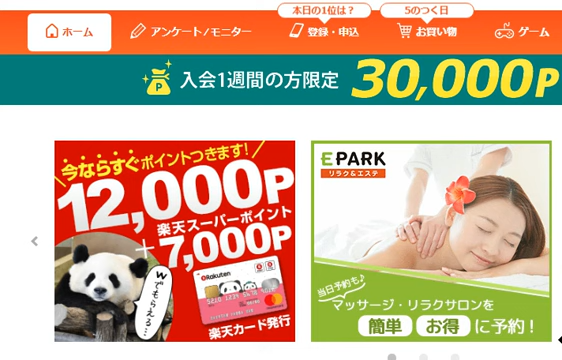 本日の1位は?
5のつく日
ホーム
アンケート/モニター
登録・申込
お買い物
ゲーム
入会1週間の方限定
30,000P
今ならすぐポイントつきます!
12,000P
楽天スーパーポイント
+7,000P
Wでもらえる…
Rakuten
楽天カード発行
EPARK
リラク&エステ
当日予約も♪
マッサージ・リラクサロンを
簡単 お得 に予約!